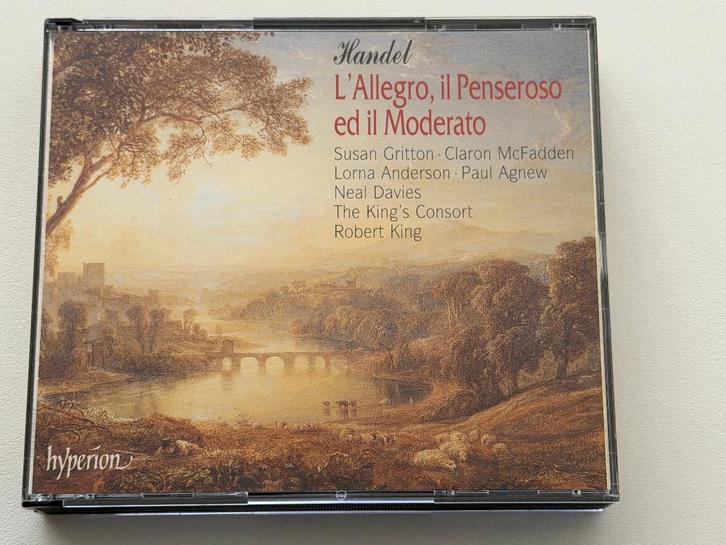 Handel
L'Allegro, il Penseroso
ed il Moderato
Susan Gritton · Claron McFadden
Lorna Anderson · Paul Agnew
Neal Davies
The King's Consort
Robert King
hyperion